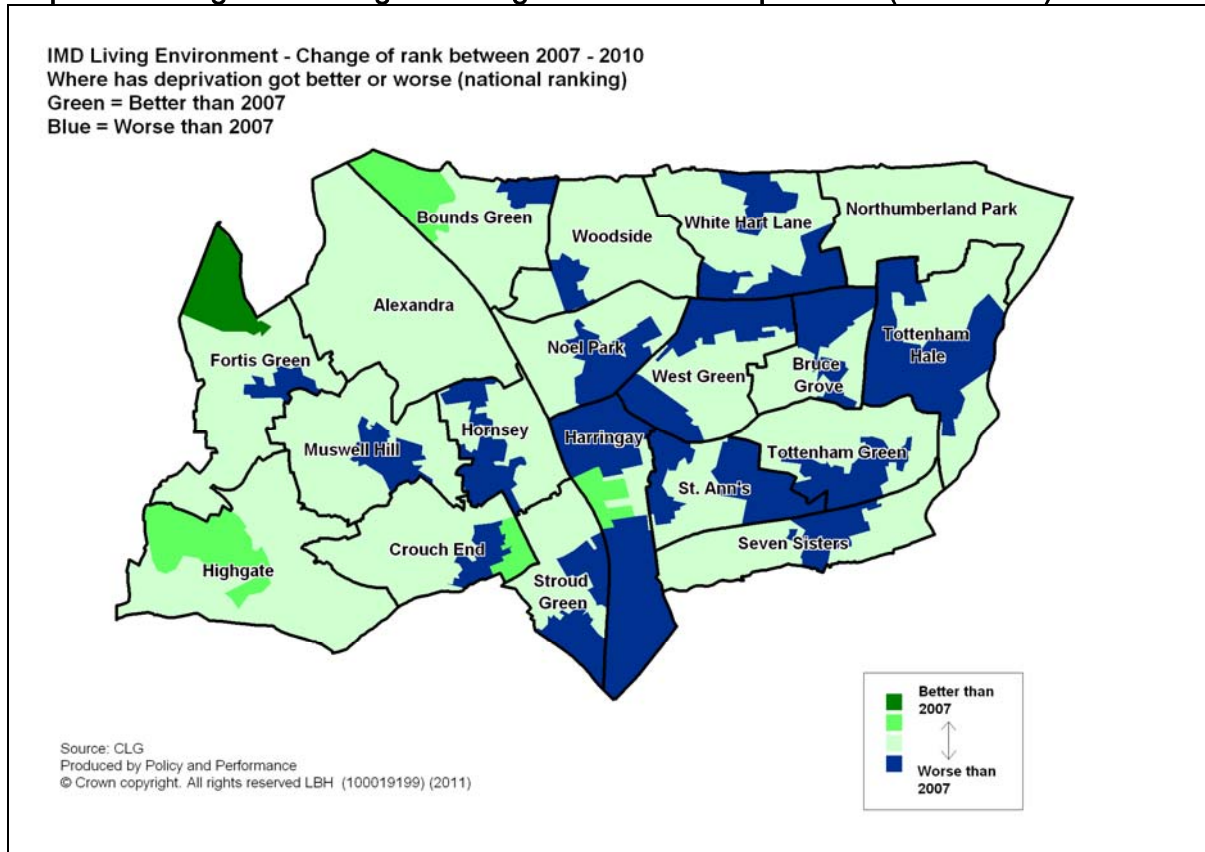 IMD Living Environment - Change of rank between 2007 - 2010
Where has deprivation got better or worse (national ranking)
Green = Better than 2007
Blue = Worse than 2007
Bounds Green
Woodside
White Hart Lane
Northumberland Park
Alexandra
Fortis Green
Noel Park
West Green
Bruce
Grove
Tottenham
Hale
Muswell Hill
Hornsey
Harringay
St. Ann's
Tottenham Green
Highgate
Crouch End
Stroud
Green
Seven Sisters
Better than
2007
Worse than
2007
Source: CLG
Produced by Policy and Performance
© Crown copyright. All rights reserved LBH (100019199) (2011)